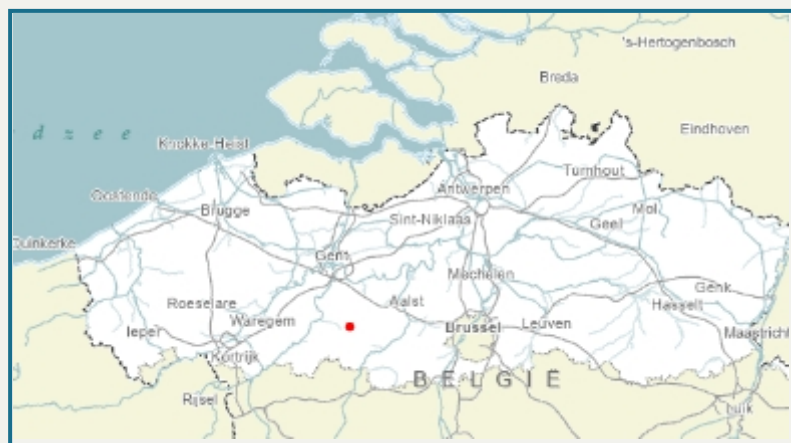 's-Hertogenbosch
Breda
dzee
Eindhoven
Knokke-Heist
Turnhout
Antwerpen
Oostende
Brugge
Sint-Niklaas
Mol
Geel
Duinkerke
Gent
Mechelen
Genk
Roeselare
Aalst
Hasselt
Waregem
Ieper
Brussel
Leuven
Maastricht
Kortrijk
BELGIË
Rijsel
Luik